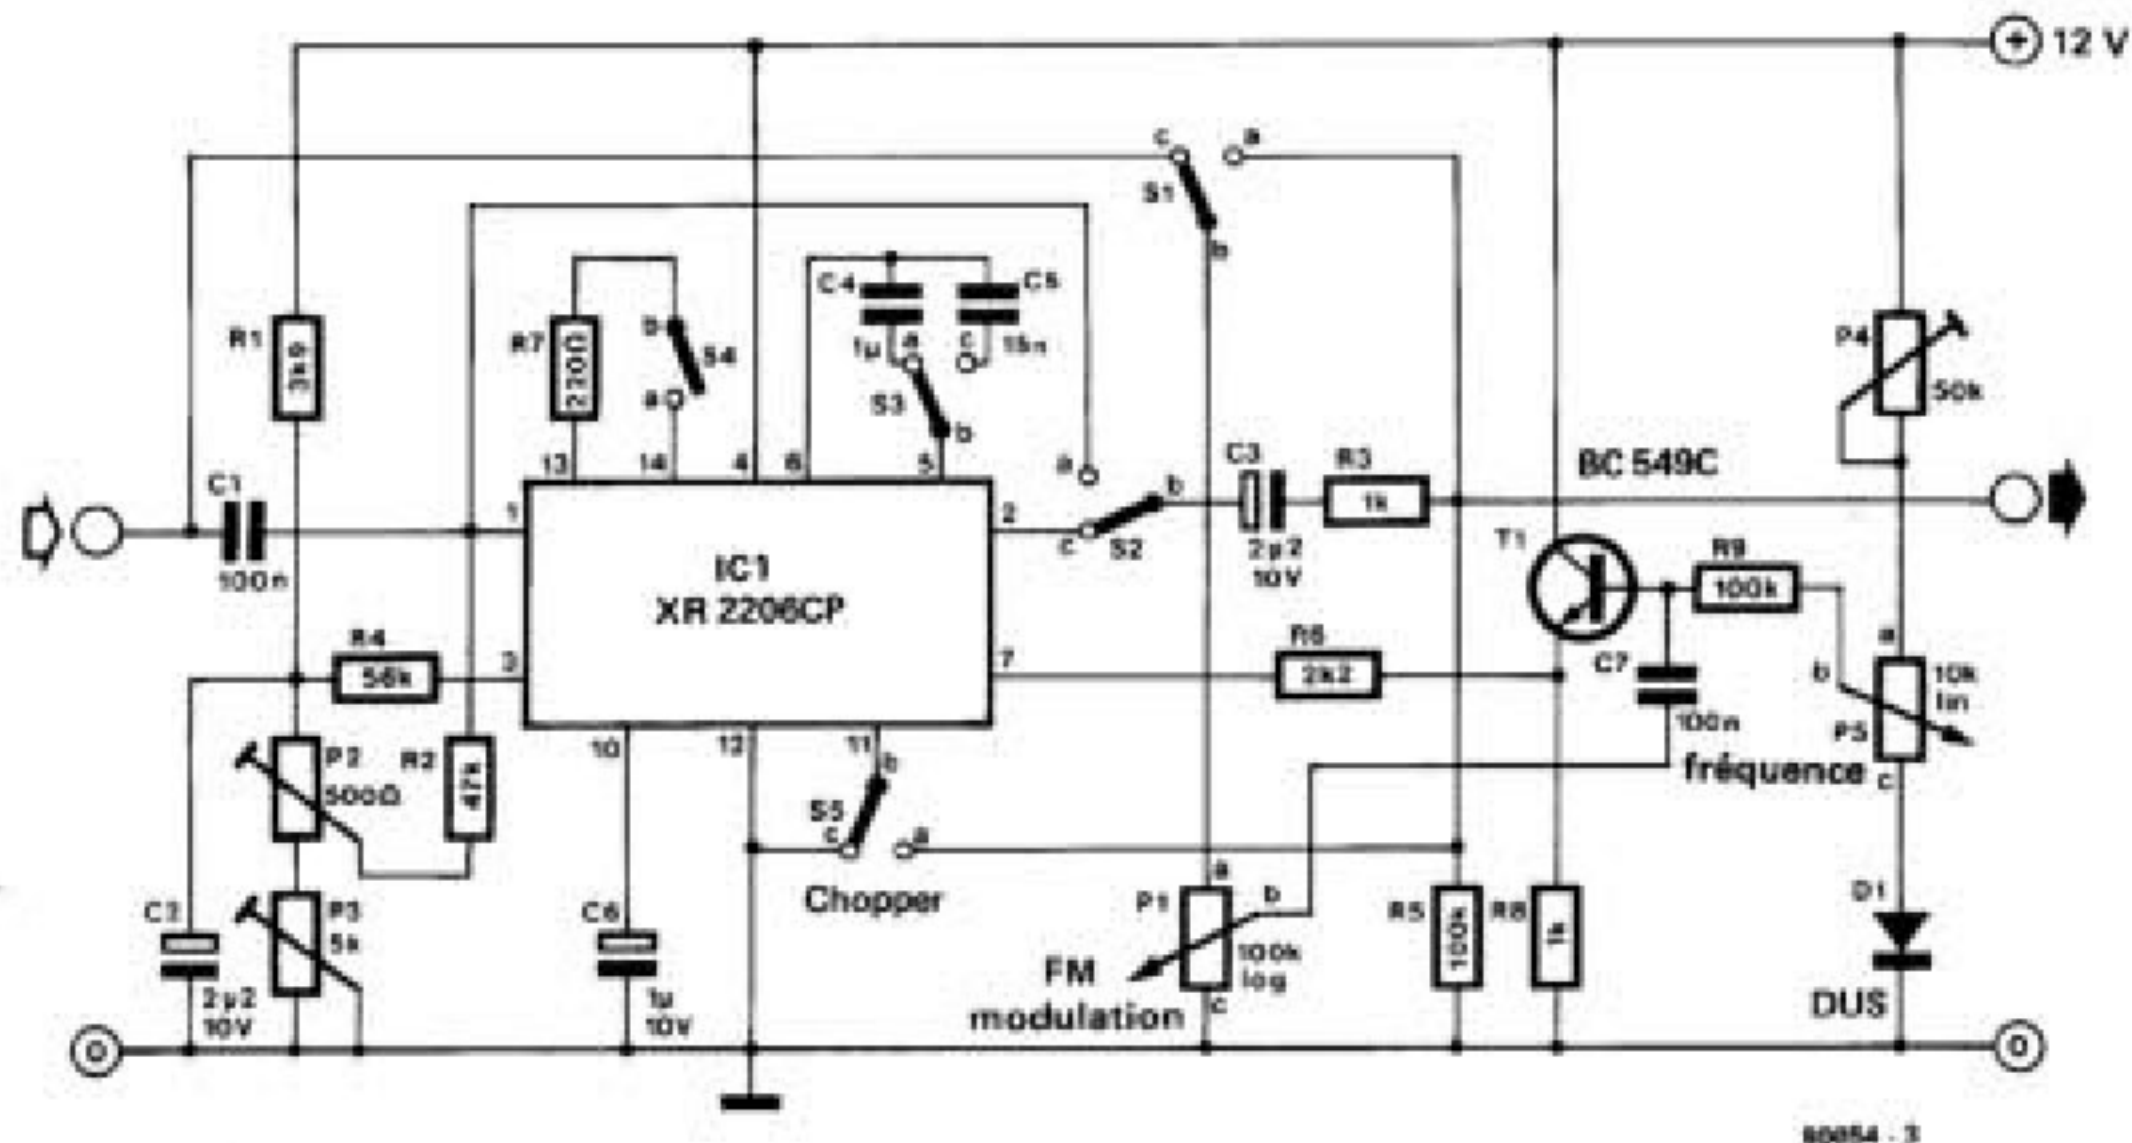 + 12 V
c a
S1
b
C4 C5
1µ a c 15n
S3
b
R1
3k9
R7
220Ω
b
S4
a
P4
50k
13 14 4 6 5
C1
100n
1
2
a
b
c S2
C3
2µ2
10V
R3
1k
BC 549C
T1
IC1
XR 2206CP
R9
100k
R4
56k
3
7
R6
2k2
C7
100n
a
b
10k
lin
P5
c
fréquence
P2
500Ω
R2
47k
10 12 11
b
S5
c a
Chopper
C2
2µ2
10V
P3
5k
C6
1µ
10V
a
P1
b
100k
log
c
FM
modulation
R5
100k
R8
1k
D1
DUS
0
0
80054 - 3